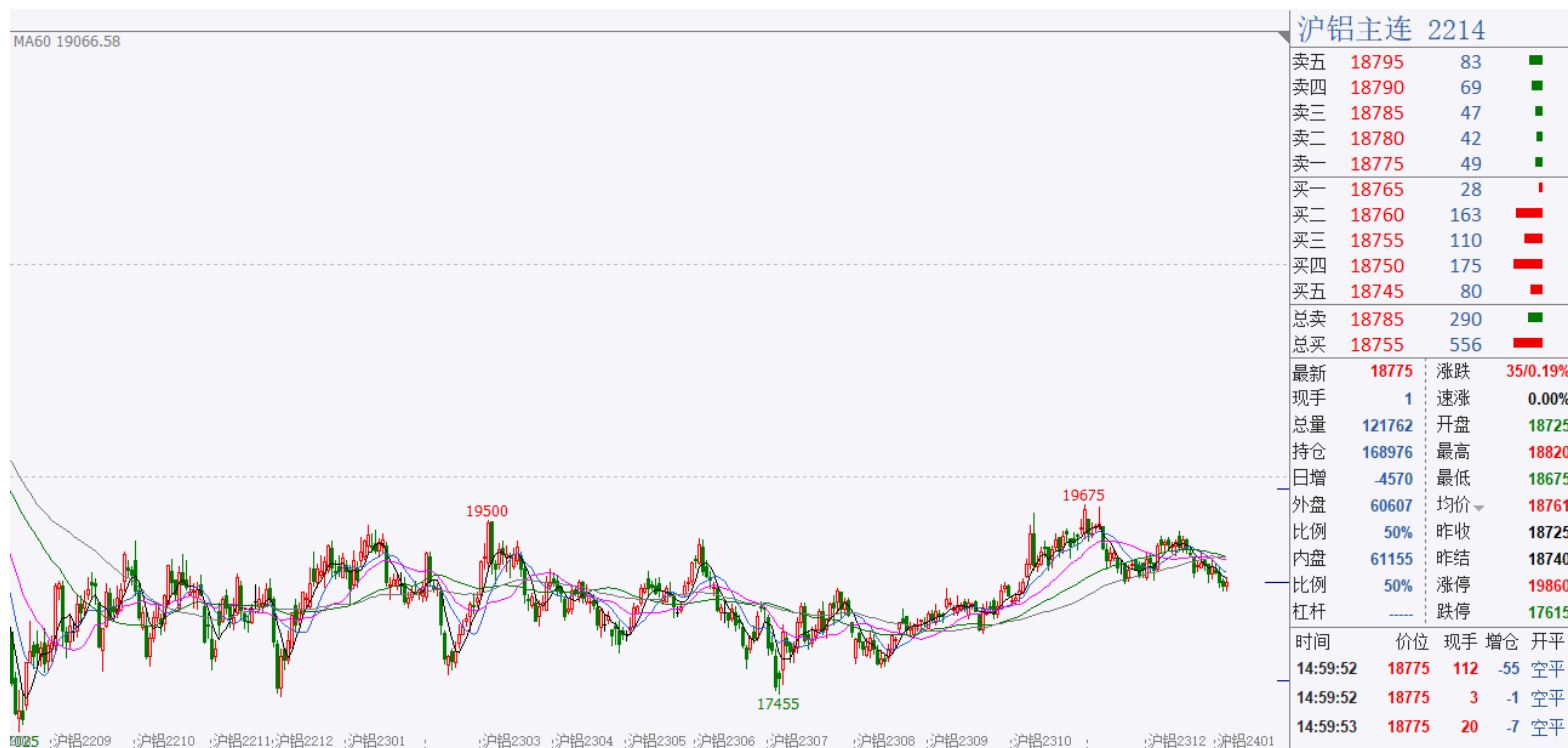 MA60 19066.58
19500
19675
17455
025
沪铝2209 沪铝2210 沪铝2211 沪铝2212 沪铝2301 沪铝2303 沪铝2304 沪铝2305 沪铝2306 沪铝2307 沪铝2308 沪铝2309 沪铝2310 沪铝2312 沪铝2401
沪铝主连 2214
卖五 18795 83
卖四 18790 69
卖三 18785 47
卖二 18780 42
卖一 18775 49
买一 18765 28
买二 18760 163
买三 18755 110
买四 18750 175
买五 18745 80
总卖 18785 290
总买 18755 556
最新 18775 涨跌 35/0.19%
现手 1 速涨 0.00%
总量 121762 开盘 18725
持仓 168976 最高 18820
日增 -4570 最低 18675
外盘 60607 均价 18761
比例 50% 昨收 18725
内盘 61155 昨结 18740
比例 50% 涨停 19860
杠杆 ----- 跌停 17615
时间 价位 现手 增仓 开平
14:59:52 18775 112 -55 空平
14:59:52 18775 3 -1 空平
14:59:53 18775 20 -7 空平